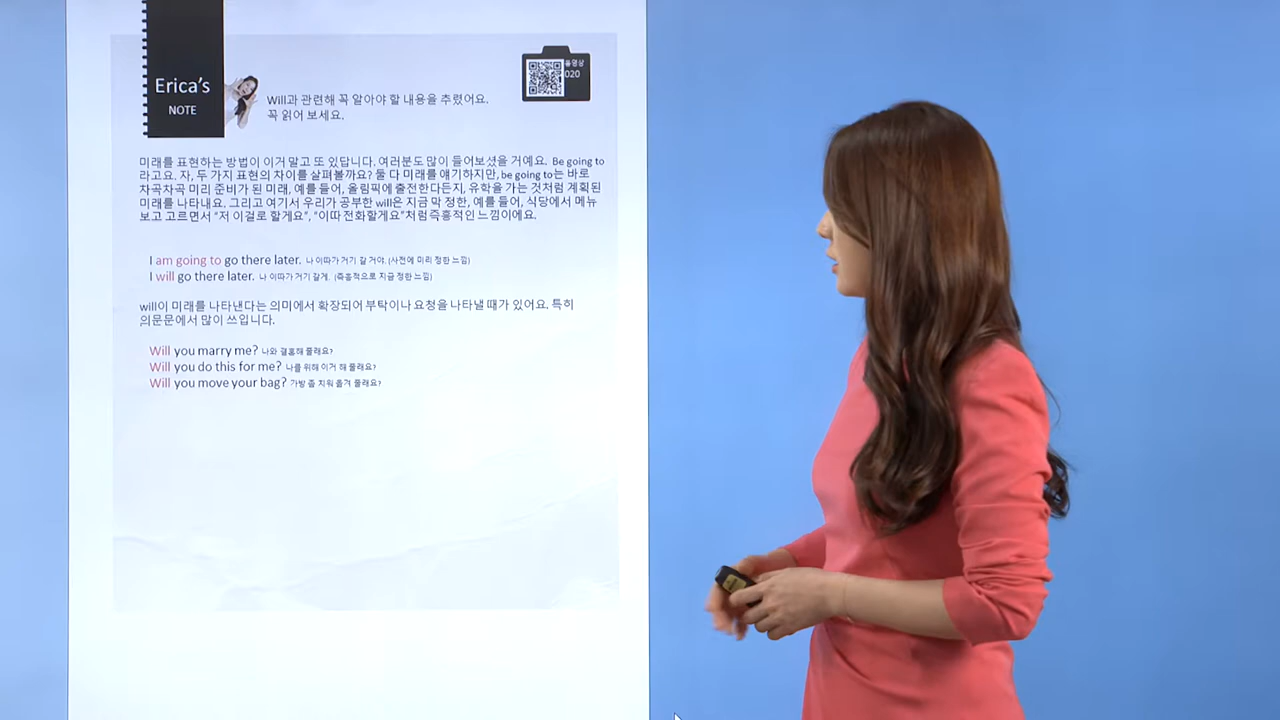 Erica's
NOTE
Will과 관련해 꼭 알아야 할 내용을 추렸어요.
꼭 읽어 보세요.
동영상
020
미래를 표현하는 방법이 이거 말고 또 있답니다. 여러분도 많이 들어보셨을 거예요. Be going to
라고요. 자, 두 가지 표현의 차이를 살펴볼까요? 둘 다 미래를 얘기하지만, be going to는 바로
차곡차곡 미리 준비가 된 미래, 예를 들어, 올림픽에 출전한다든지, 유학을 가는 것처럼 계획된
미래를 나타내요. 그리고 여기서 우리가 공부한 will은 지금 막 정한, 예를 들어, 식당에서 메뉴
보고 고르면서 “저 이걸로 할게요”, “이따 전화할게요”처럼 즉흥적인 느낌이에요.
I am going to go there later. 나 이따가 거기 갈 거야. (사전에 미리 정한 느낌)
I will go there later. 나 이따가 거기 갈게. (즉흥적으로 지금 정한 느낌)
will이 미래를 나타낸다는 의미에서 확장되어 부탁이나 요청을 나타낼 때가 있어요. 특히
의문문에서 많이 쓰입니다.
Will you marry me? 나와 결혼해 줄래요?
Will you do this for me? 나를 위해 이거 해 줄래요?
Will you move your bag? 가방 좀 치워 줄래요?